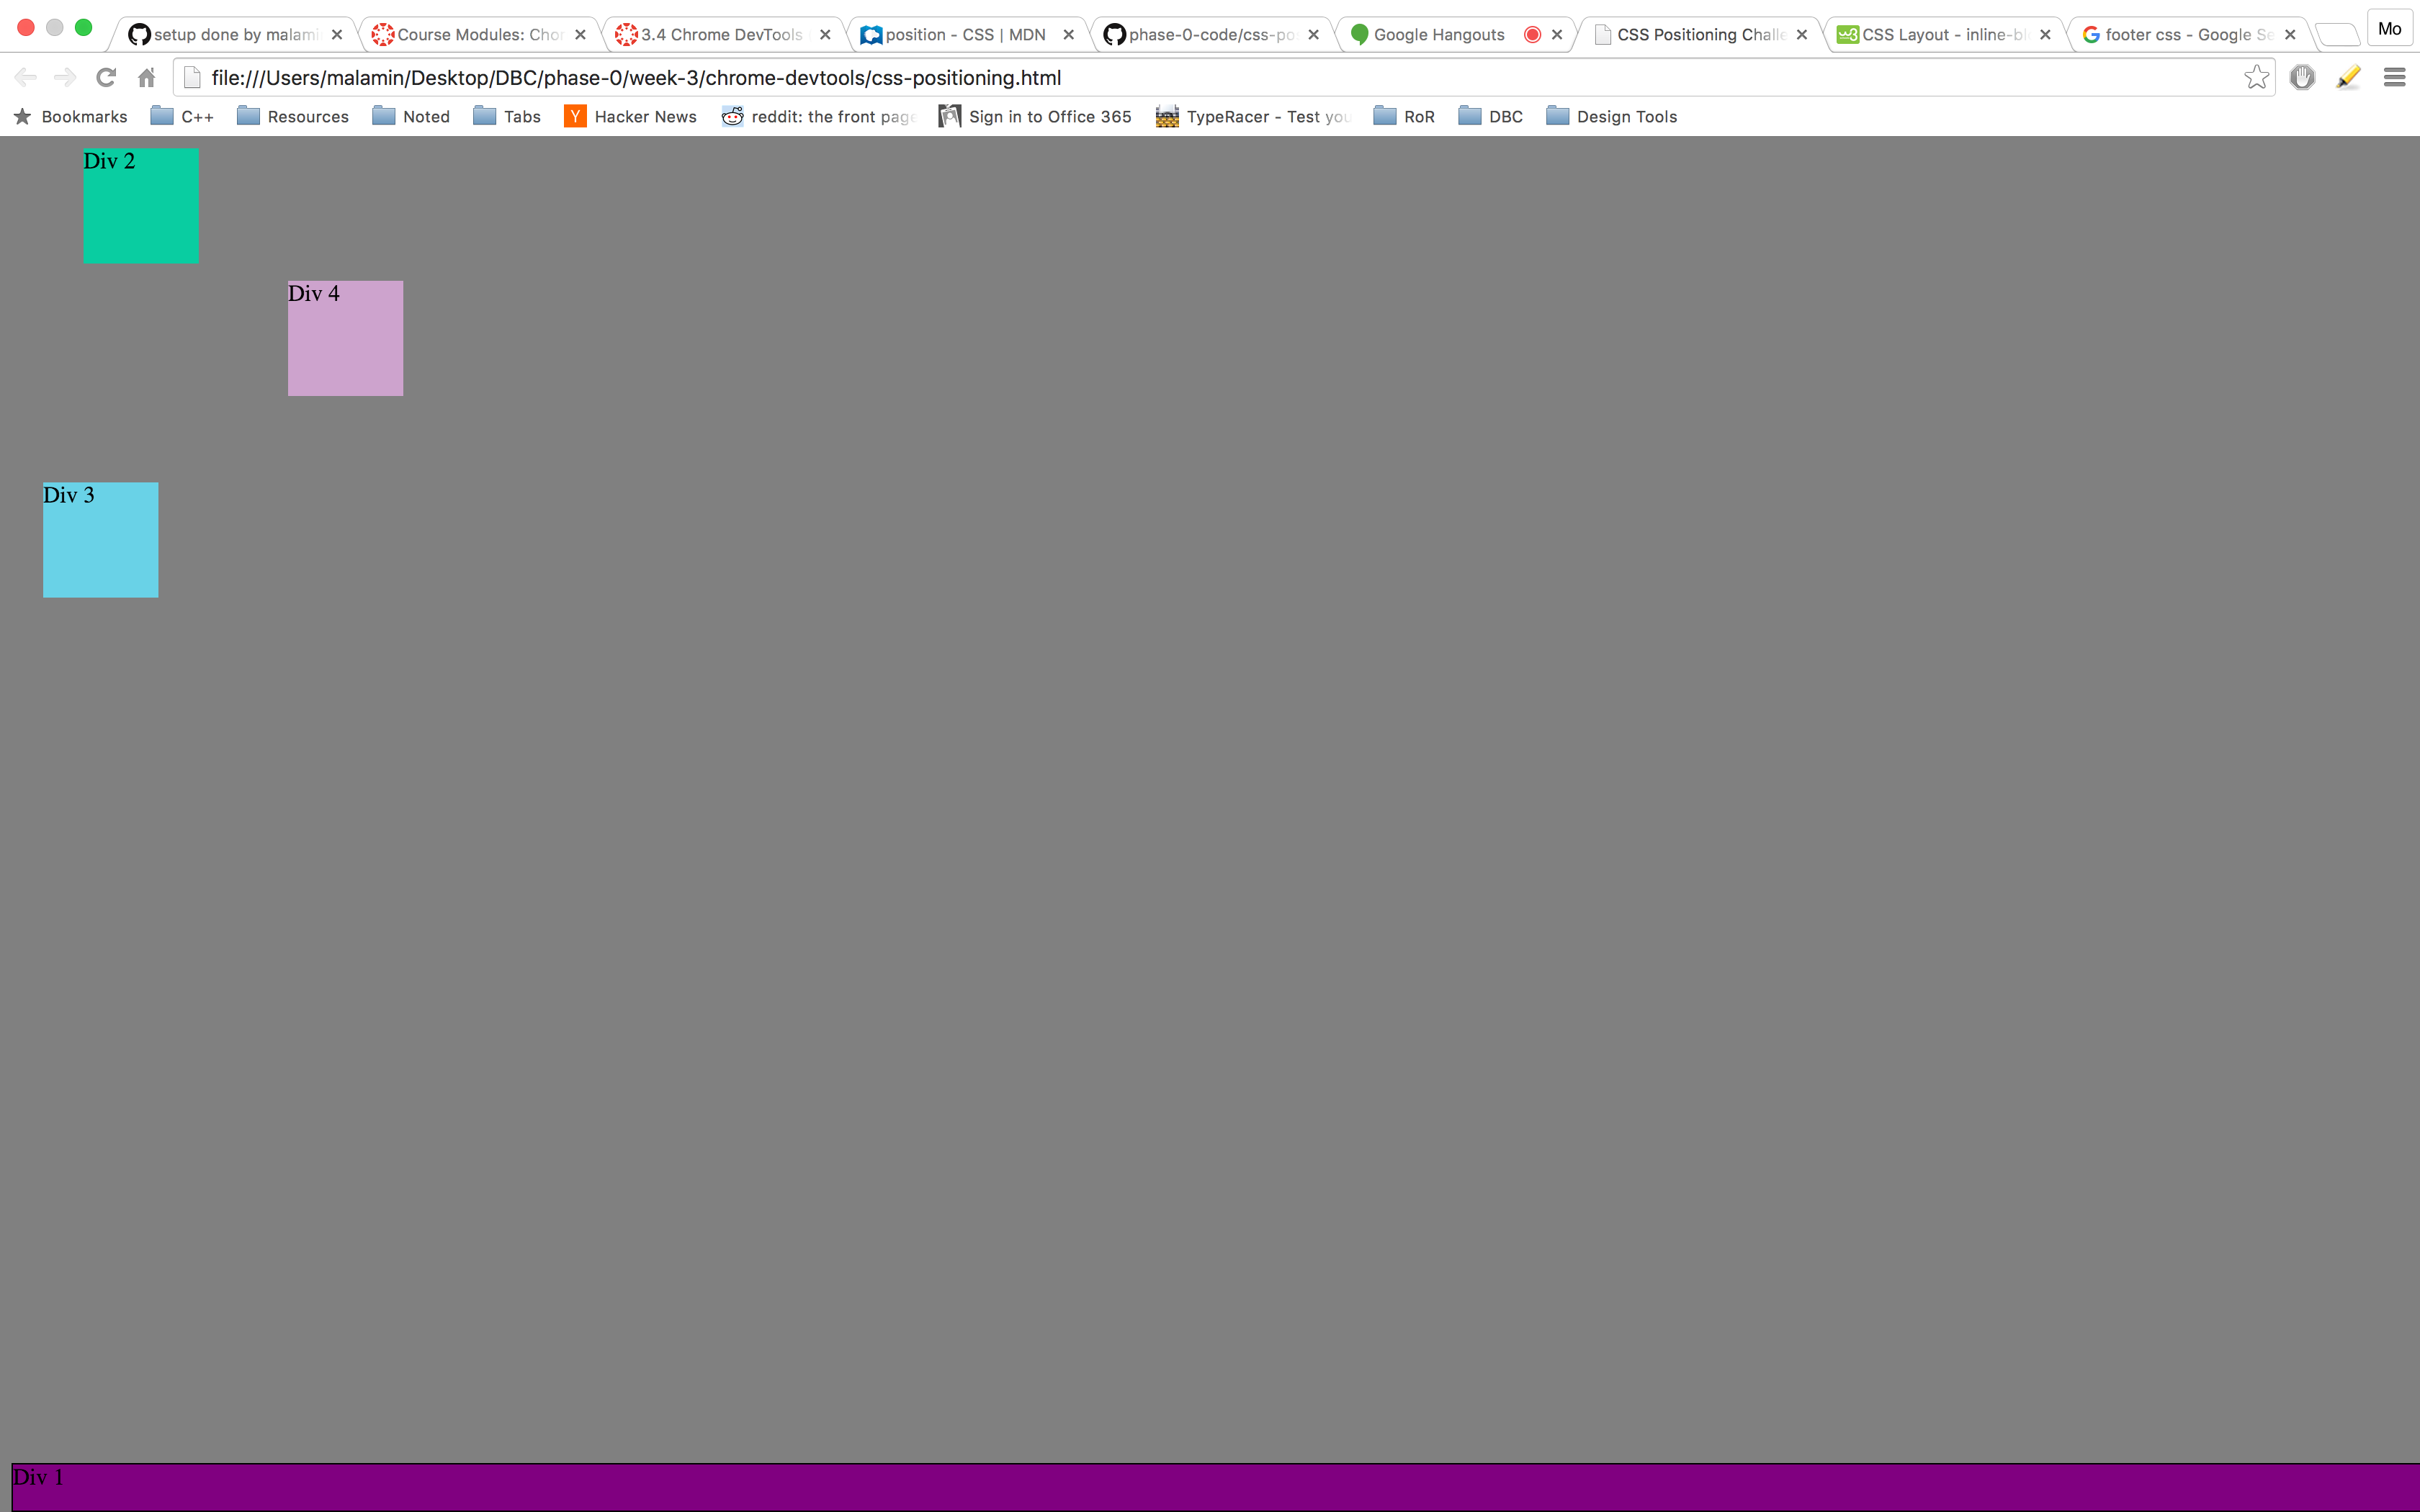 setup done by malami Course Modules: Chor 3.4 Chrome DevTools position - CSS | MDN phase-0-code/css-po Google Hangouts CSS Positioning Challe CSS Layout - inline-bl footer css - Google Se Mo
file:///Users/malamin/Desktop/DBC/phase-0/week-3/chrome-devtools/css-positioning.html
Bookmarks C++ Resources Noted Tabs Y Hacker News reddit: the front page Sign in to Office 365 TypeRacer - Test you RoR DBC Design Tools
Div 2
Div 4
Div 3
Div 1